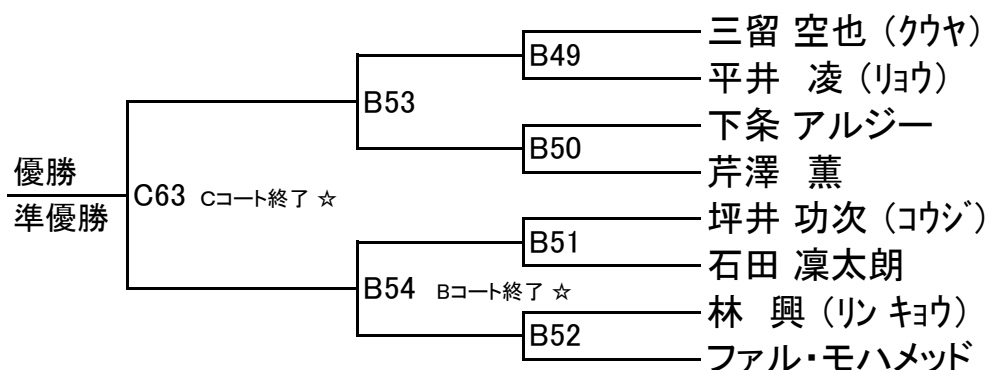 三留 空也 (クウヤ)
B49
平井　凌 (リョウ)
B53
下条 アルジー
B50
芹澤　薫
優勝
C63 Cコート終了 ☆
準優勝
坪井 功次 (コウジ)
B51
石田 凜太朗
B54 Bコート終了 ☆
林　興 (リン キョウ)
B52
ファル・モハメッド